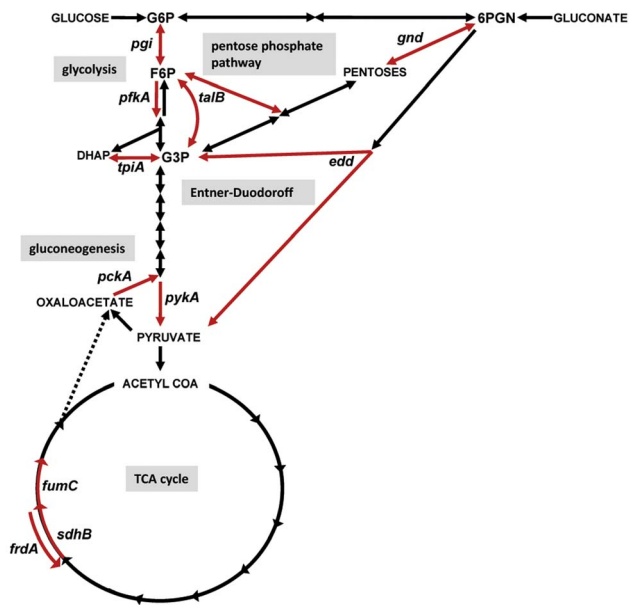 GLUCOSE G6P 6PGN GLUCONATE
pgi pentose phosphate gnd
pathway
glycolysis F6P PENTOSES
pfkA talB
DHAP G3P
tpiA edd
Entner-Duodoroff
gluconeogenesis
pckA
OXALOACETATE pykA
PYRUVATE
ACETYL COA
TCA cycle
fumC
sdhB
frdA